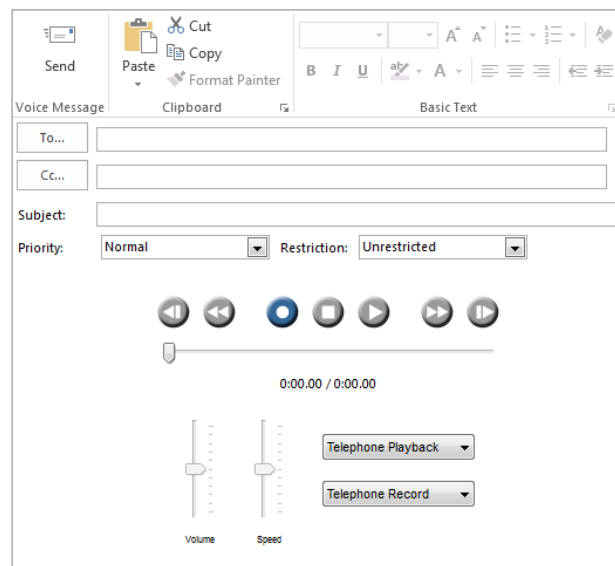 Cut
Copy
Format Painter
Send
Paste
B I U ab A
Voice Message Clipboard Basic Text
To...
Cc...
Subject:
Priority: Normal Restriction: Unrestricted
0:00.00 / 0:00.00
Telephone Playback
Telephone Record
Volume Speed